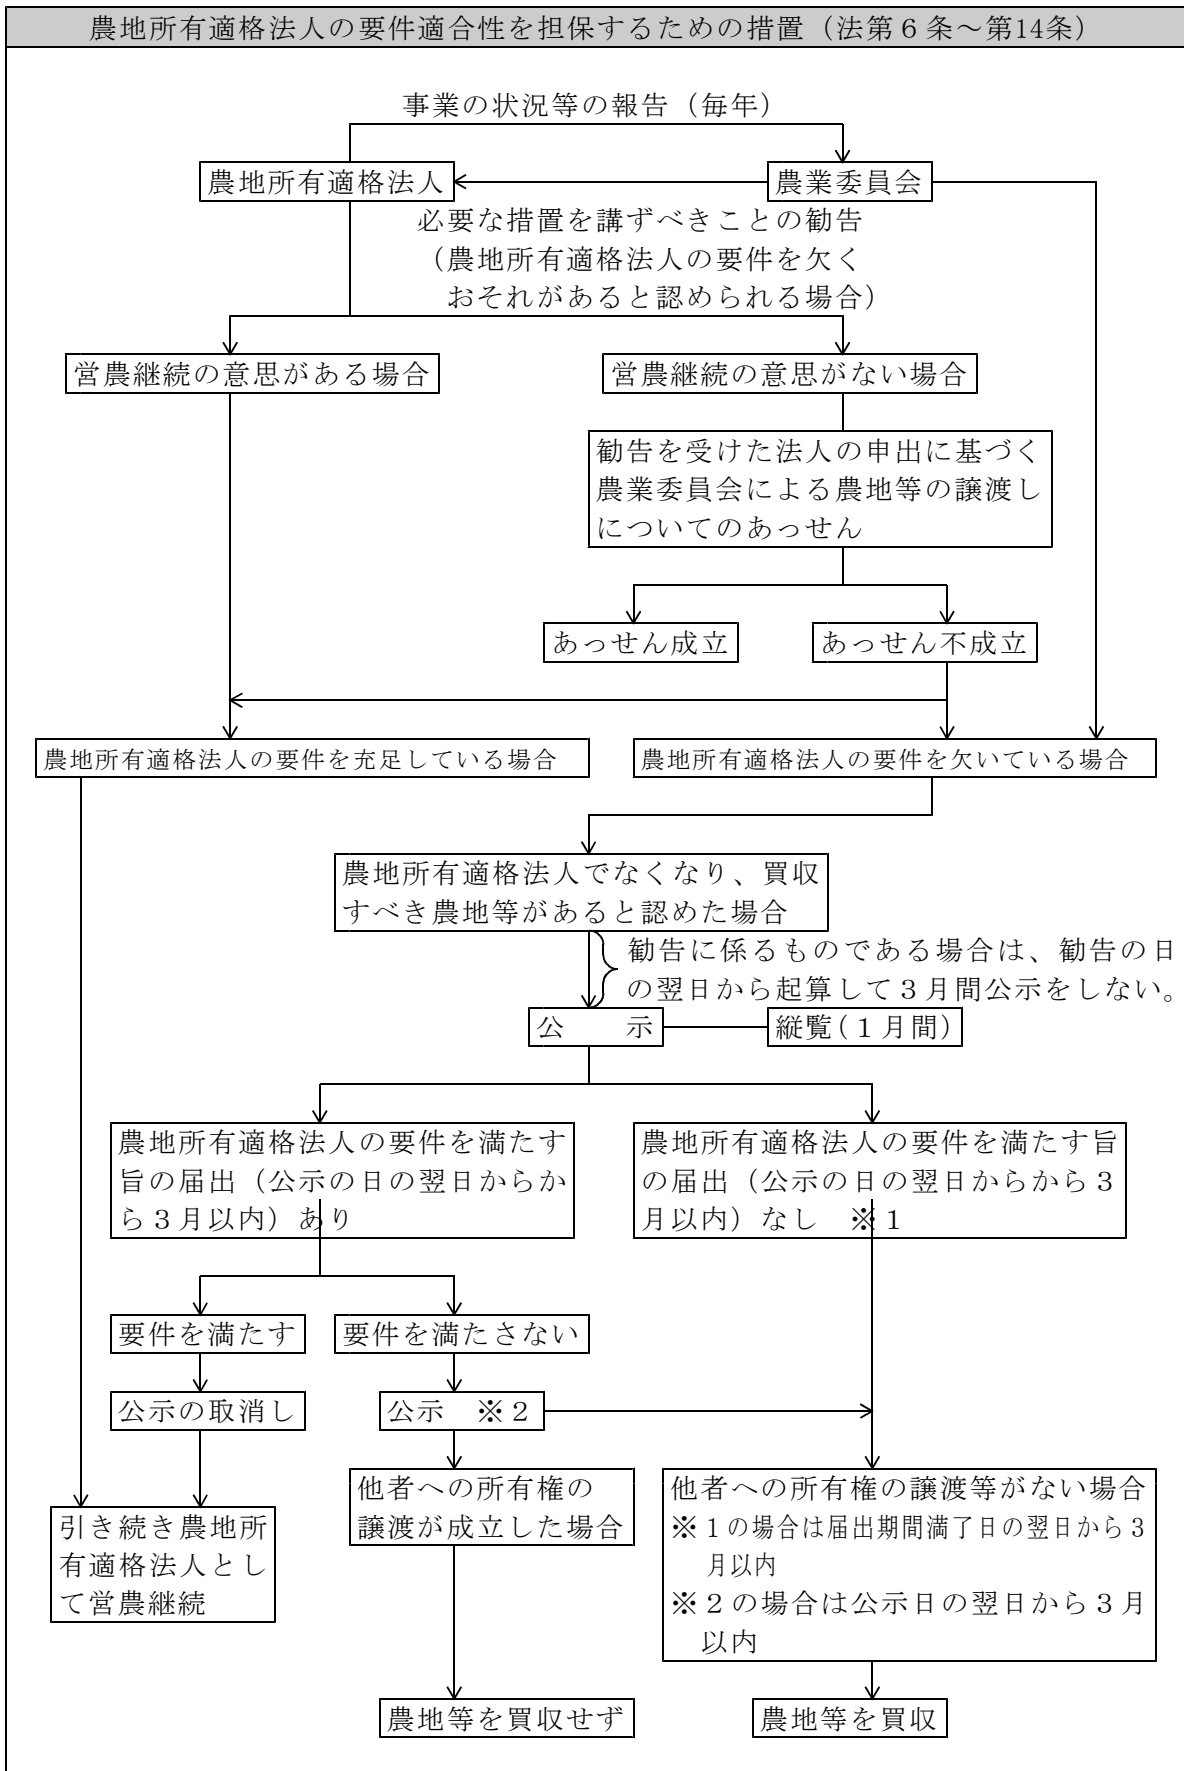 農地所有適格法人の要件適合性を担保するための措置（法第６条～第14条）
事業の状況等の報告（毎年）
農地所有適格法人
農業委員会
必要な措置を講ずべきことの勧告
（農地所有適格法人の要件を欠く
おそれがあると認められる場合）
営農継続の意思がある場合
営農継続の意思がない場合
勧告を受けた法人の申出に基づく
農業委員会による農地等の譲渡し
についてのあっせん
あっせん成立
あっせん不成立
農地所有適格法人の要件を充足している場合
農地所有適格法人の要件を欠いている場合
農地所有適格法人でなくなり、買収
すべき農地等があると認めた場合
勧告に係るものである場合は、勧告の日
の翌日から起算して３月間公示をしない。
公　　示
縦覧(１月間)
農地所有適格法人の要件を満たす
旨の届出（公示の日の翌日からか
ら３月以内）あり
農地所有適格法人の要件を満たす旨
の届出（公示の日の翌日からから３
月以内）なし　※１
要件を満たす
要件を満たさない
公示の取消し
公示　※２
他者への所有権の
譲渡が成立した場合
他者への所有権の譲渡等がない場合
※１の場合は届出期間満了日の翌日から３
月以内
※２の場合は公示日の翌日から３月
以内
引き続き農地所
有適格法人とし
て営農継続
農地等を買収せず
農地等を買収